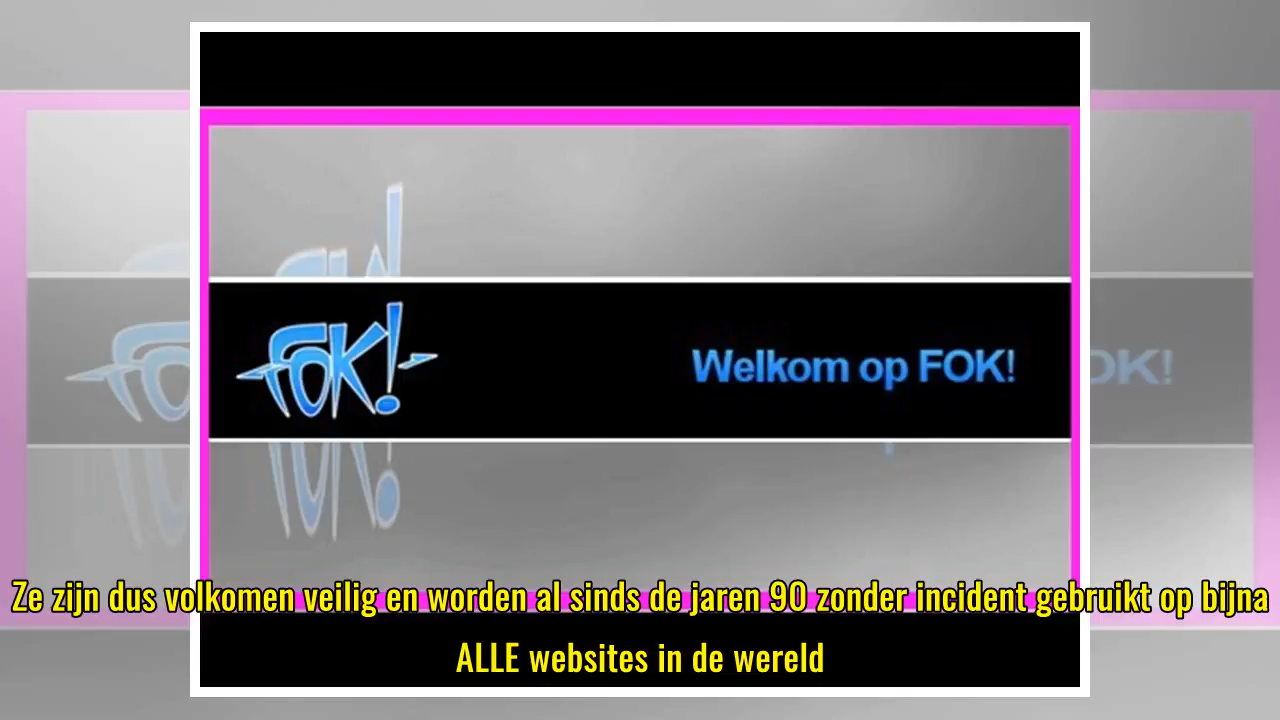 FOK!
Welkom op FOK!
OK!
Ze zijn dus volkomen veilig en worden al sinds de jaren 90 zonder incident gebruikt op bijna
ALLE websites in de wereld